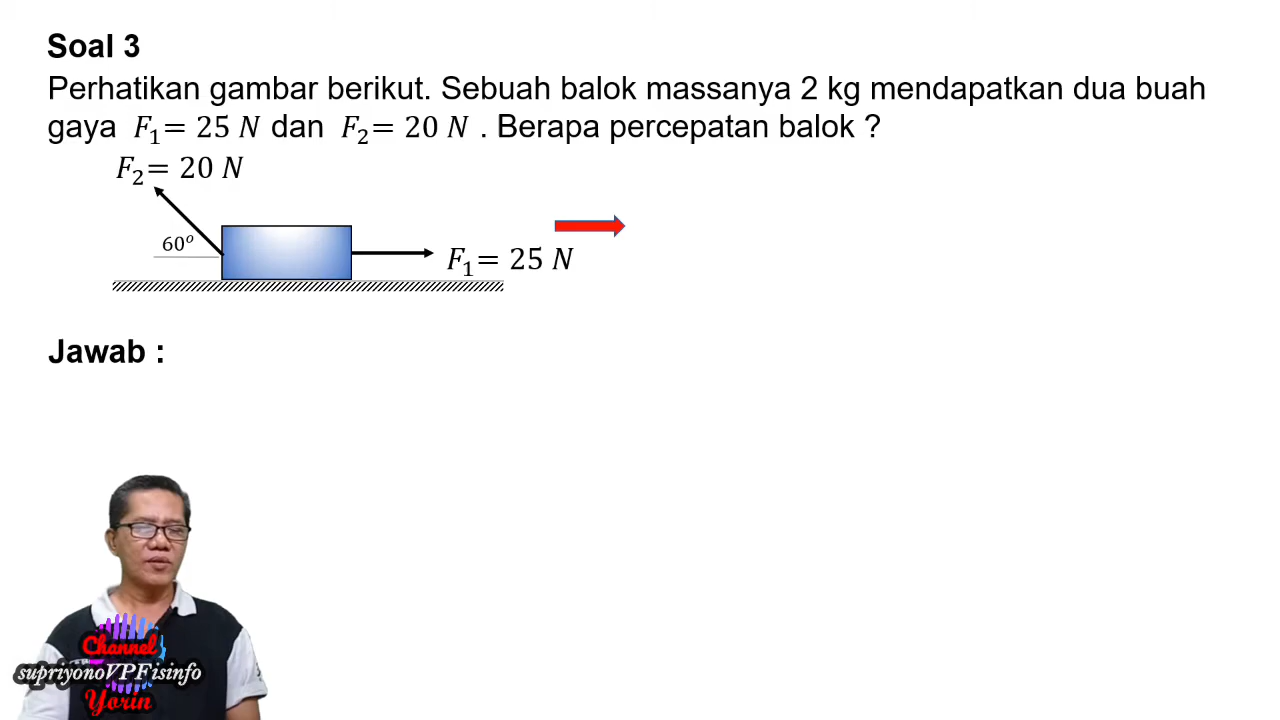 Soal 3
Perhatikan gambar berikut. Sebuah balok massanya 2 kg mendapatkan dua buah
gaya F₁= 25 N dan F₂= 20 N . Berapa percepatan balok ?
F₂= 20 N
60°
F₁= 25 N
Jawab :
Channel
supriyonoVPFisinfo
Yorin